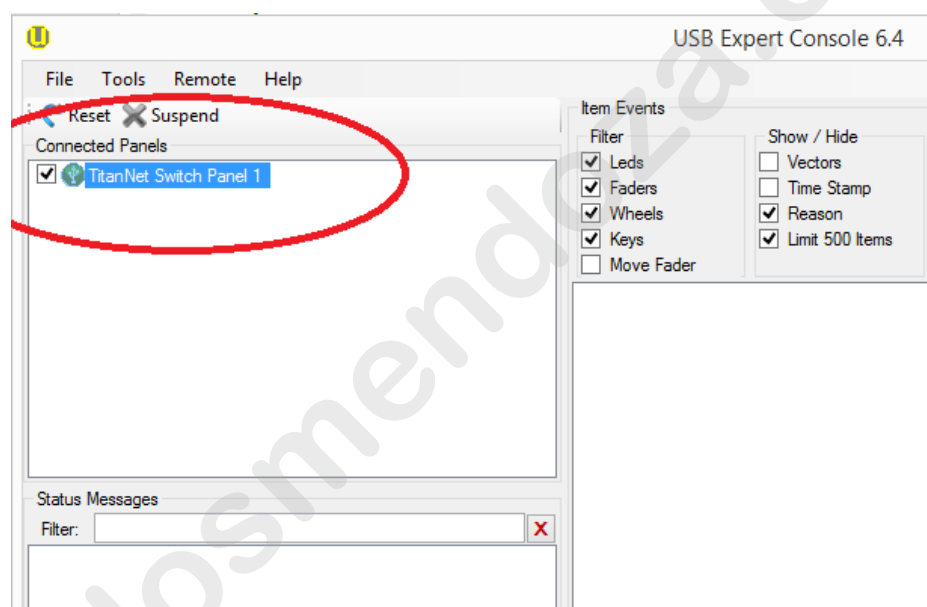 USB Expert Console 6.4
File Tools Remote Help
Reset Suspend
Connected Panels
TitanNet Switch Panel 1
Item Events
Filter
Leds
Faders
Wheels
Keys
Move Fader
Show / Hide
Vectors
Time Stamp
Reason
Limit 500 Items
Status Messages
Filter:
X
dosmendoza.